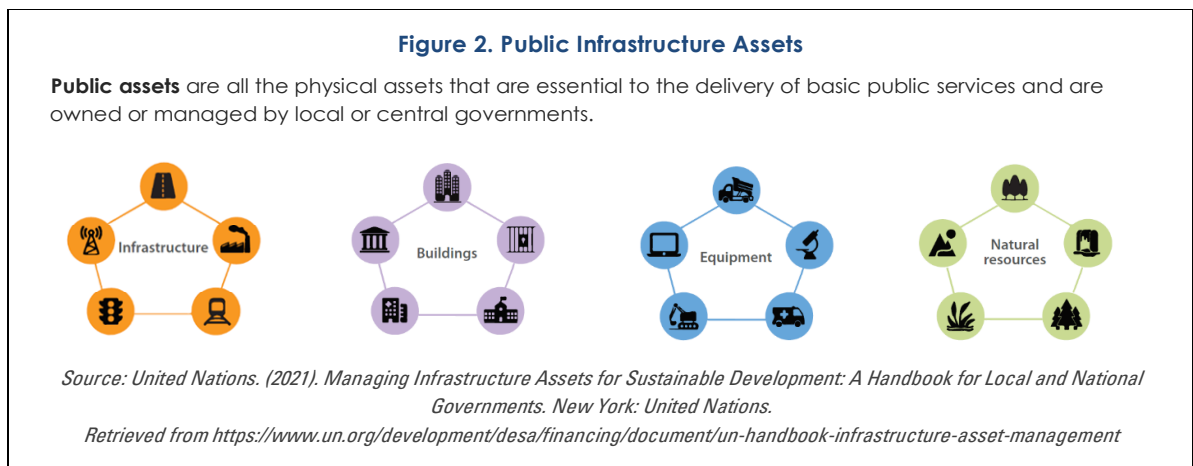 Figure 2. Public Infrastructure Assets
Public assets are all the physical assets that are essential to the delivery of basic public services and are
owned or managed by local or central governments.
Infrastructure
Buildings
Equipment
Natural
resources
Source: United Nations. (2021). Managing Infrastructure Assets for Sustainable Development: A Handbook for Local and National
Governments. New York: United Nations.
Retrieved from https://www.un.org/development/desa/financing/document/un-handbook-infrastructure-asset-management